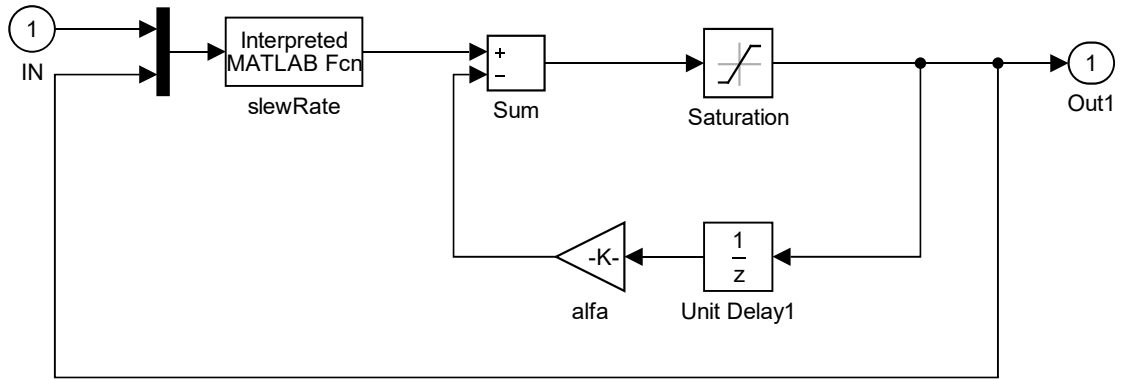 1
IN
Interpreted
MATLAB Fcn
slewRate
+
−
Sum
Saturation
1
Out1
-K-
alfa
1
z
Unit Delay1